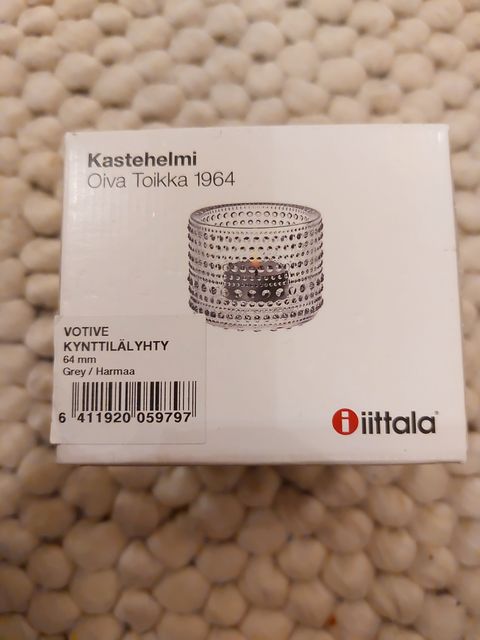 Kastehelmi
Oiva Toikka 1964
VOTIVE
KYNTTILÄLYHTY
64 mm
Grey / Harmaa
6 411920 059797
iittala